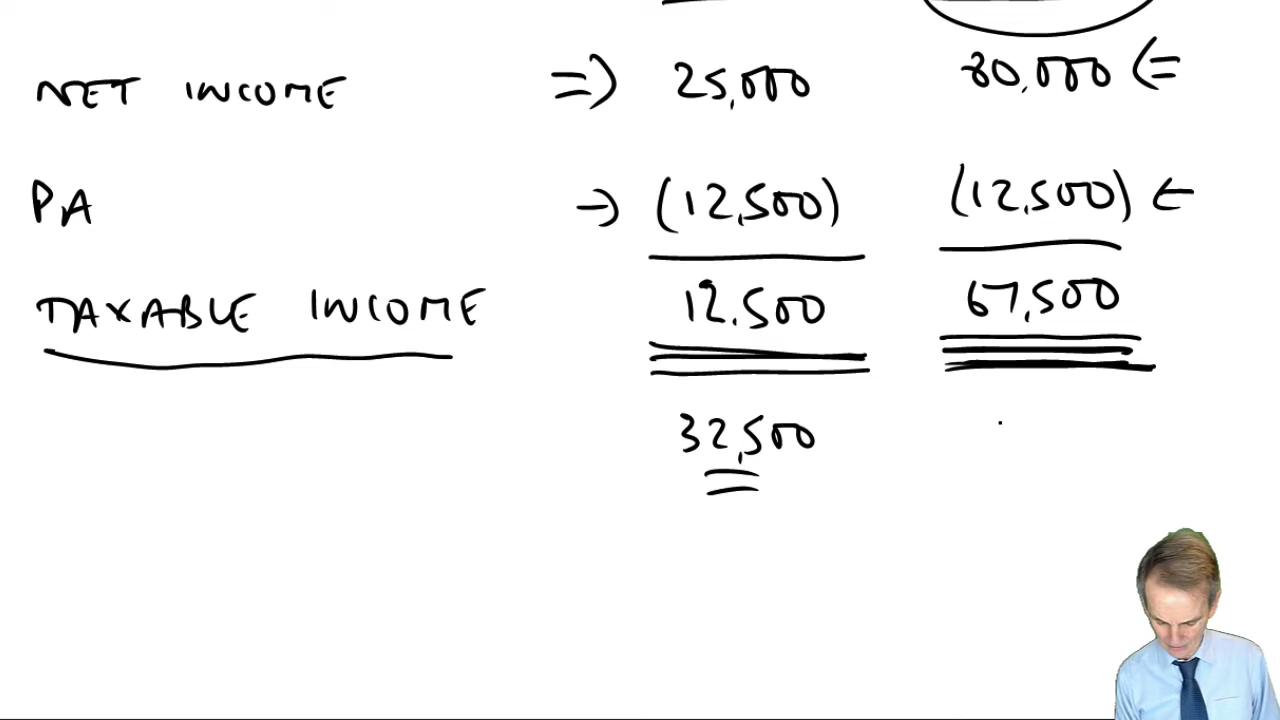 NET INCOME => 25,000 80,000 (=
PA -> (12,500) (12,500) <-
TAXABLE INCOME 12,500 67,500
32,500